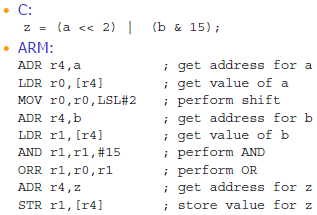 • C:
z = (a << 2) | (b & 15);
• ARM:
ADR r4,a ; get address for a
LDR r0,[r4] ; get value of a
MOV r0,r0,LSL#2 ; perform shift
ADR r4,b ; get address for b
LDR r1,[r4] ; get value of b
AND r1,r1,#15 ; perform AND
ORR r1,r0,r1 ; perform OR
ADR r4,z ; get address for z
STR r1,[r4] ; store value for z